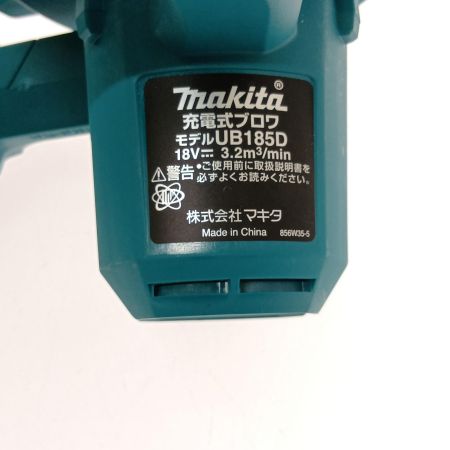 makita®
充電式ブロワ
モデルUB185D
18V⎓ 3.2m³/min
⚠警告 •ご使用前に取扱説明書を
必ずよくお読みください。
株式会社マキタ
Made in China 856W35-5